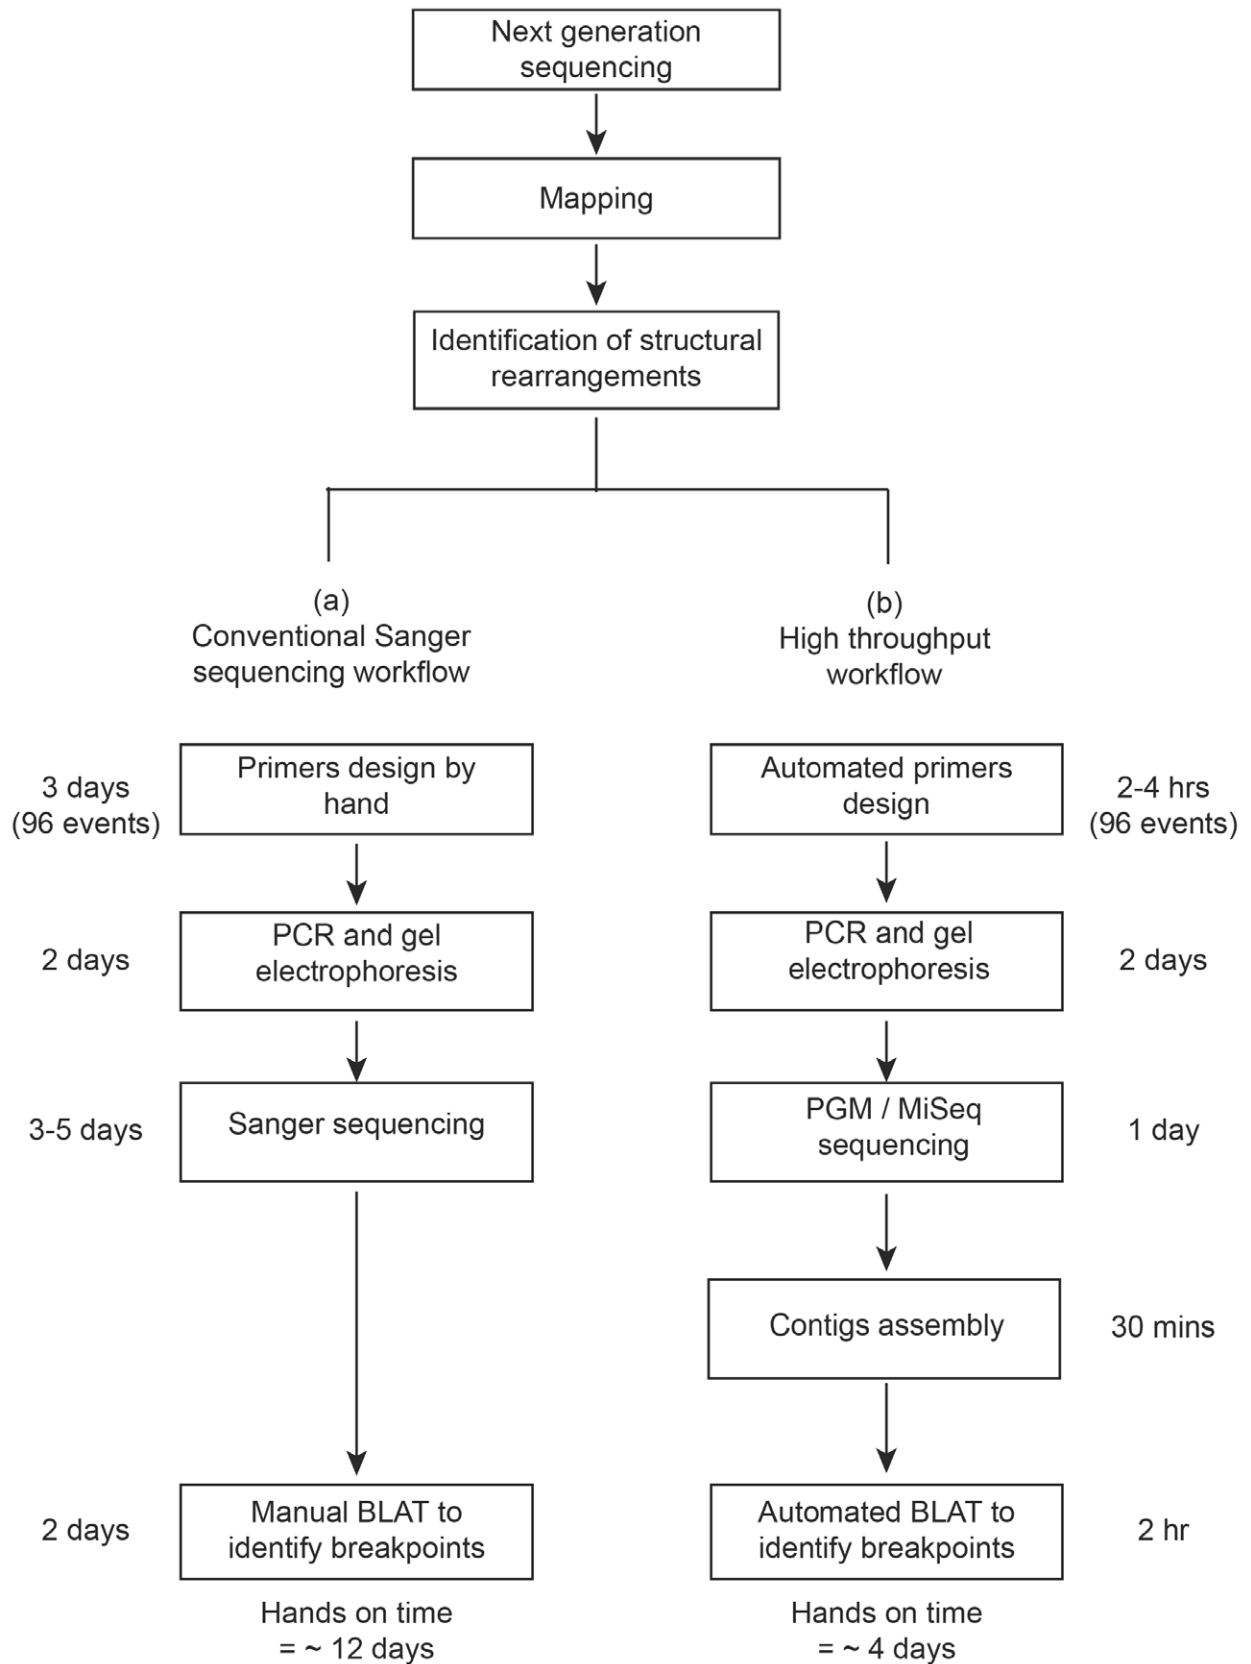 Next generation
sequencing
Mapping
Identification of structural
rearrangements
(a)
Conventional Sanger
sequencing workflow
(b)
High throughput
workflow
3 days
(96 events)
Primers design by
hand
Automated primers
design
2-4 hrs
(96 events)
2 days
PCR and gel
electrophoresis
PCR and gel
electrophoresis
2 days
3-5 days
Sanger sequencing
PGM / MiSeq
sequencing
1 day
Contigs assembly
30 mins
2 days
Manual BLAT to
identify breakpoints
Automated BLAT to
identify breakpoints
2 hr
Hands on time
= ~ 12 days
Hands on time
= ~ 4 days